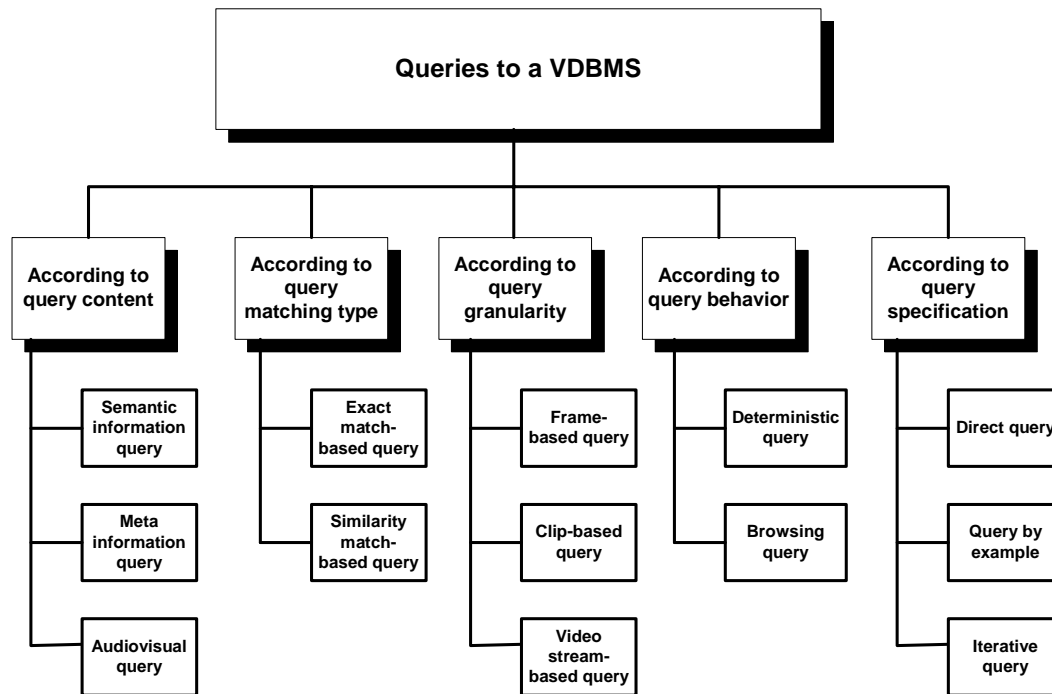 Queries to a VDBMS
According to
query content
According to
query
matching type
According to
query
granularity
According to
query behavior
According to
query
specification
Semantic
information
query
Meta
information
query
Audiovisual
query
Exact
match-
based query
Similarity
match-
based query
Frame-
based query
Clip-based
query
Video
stream-
based query
Deterministic
query
Browsing
query
Direct query
Query by
example
Iterative
query